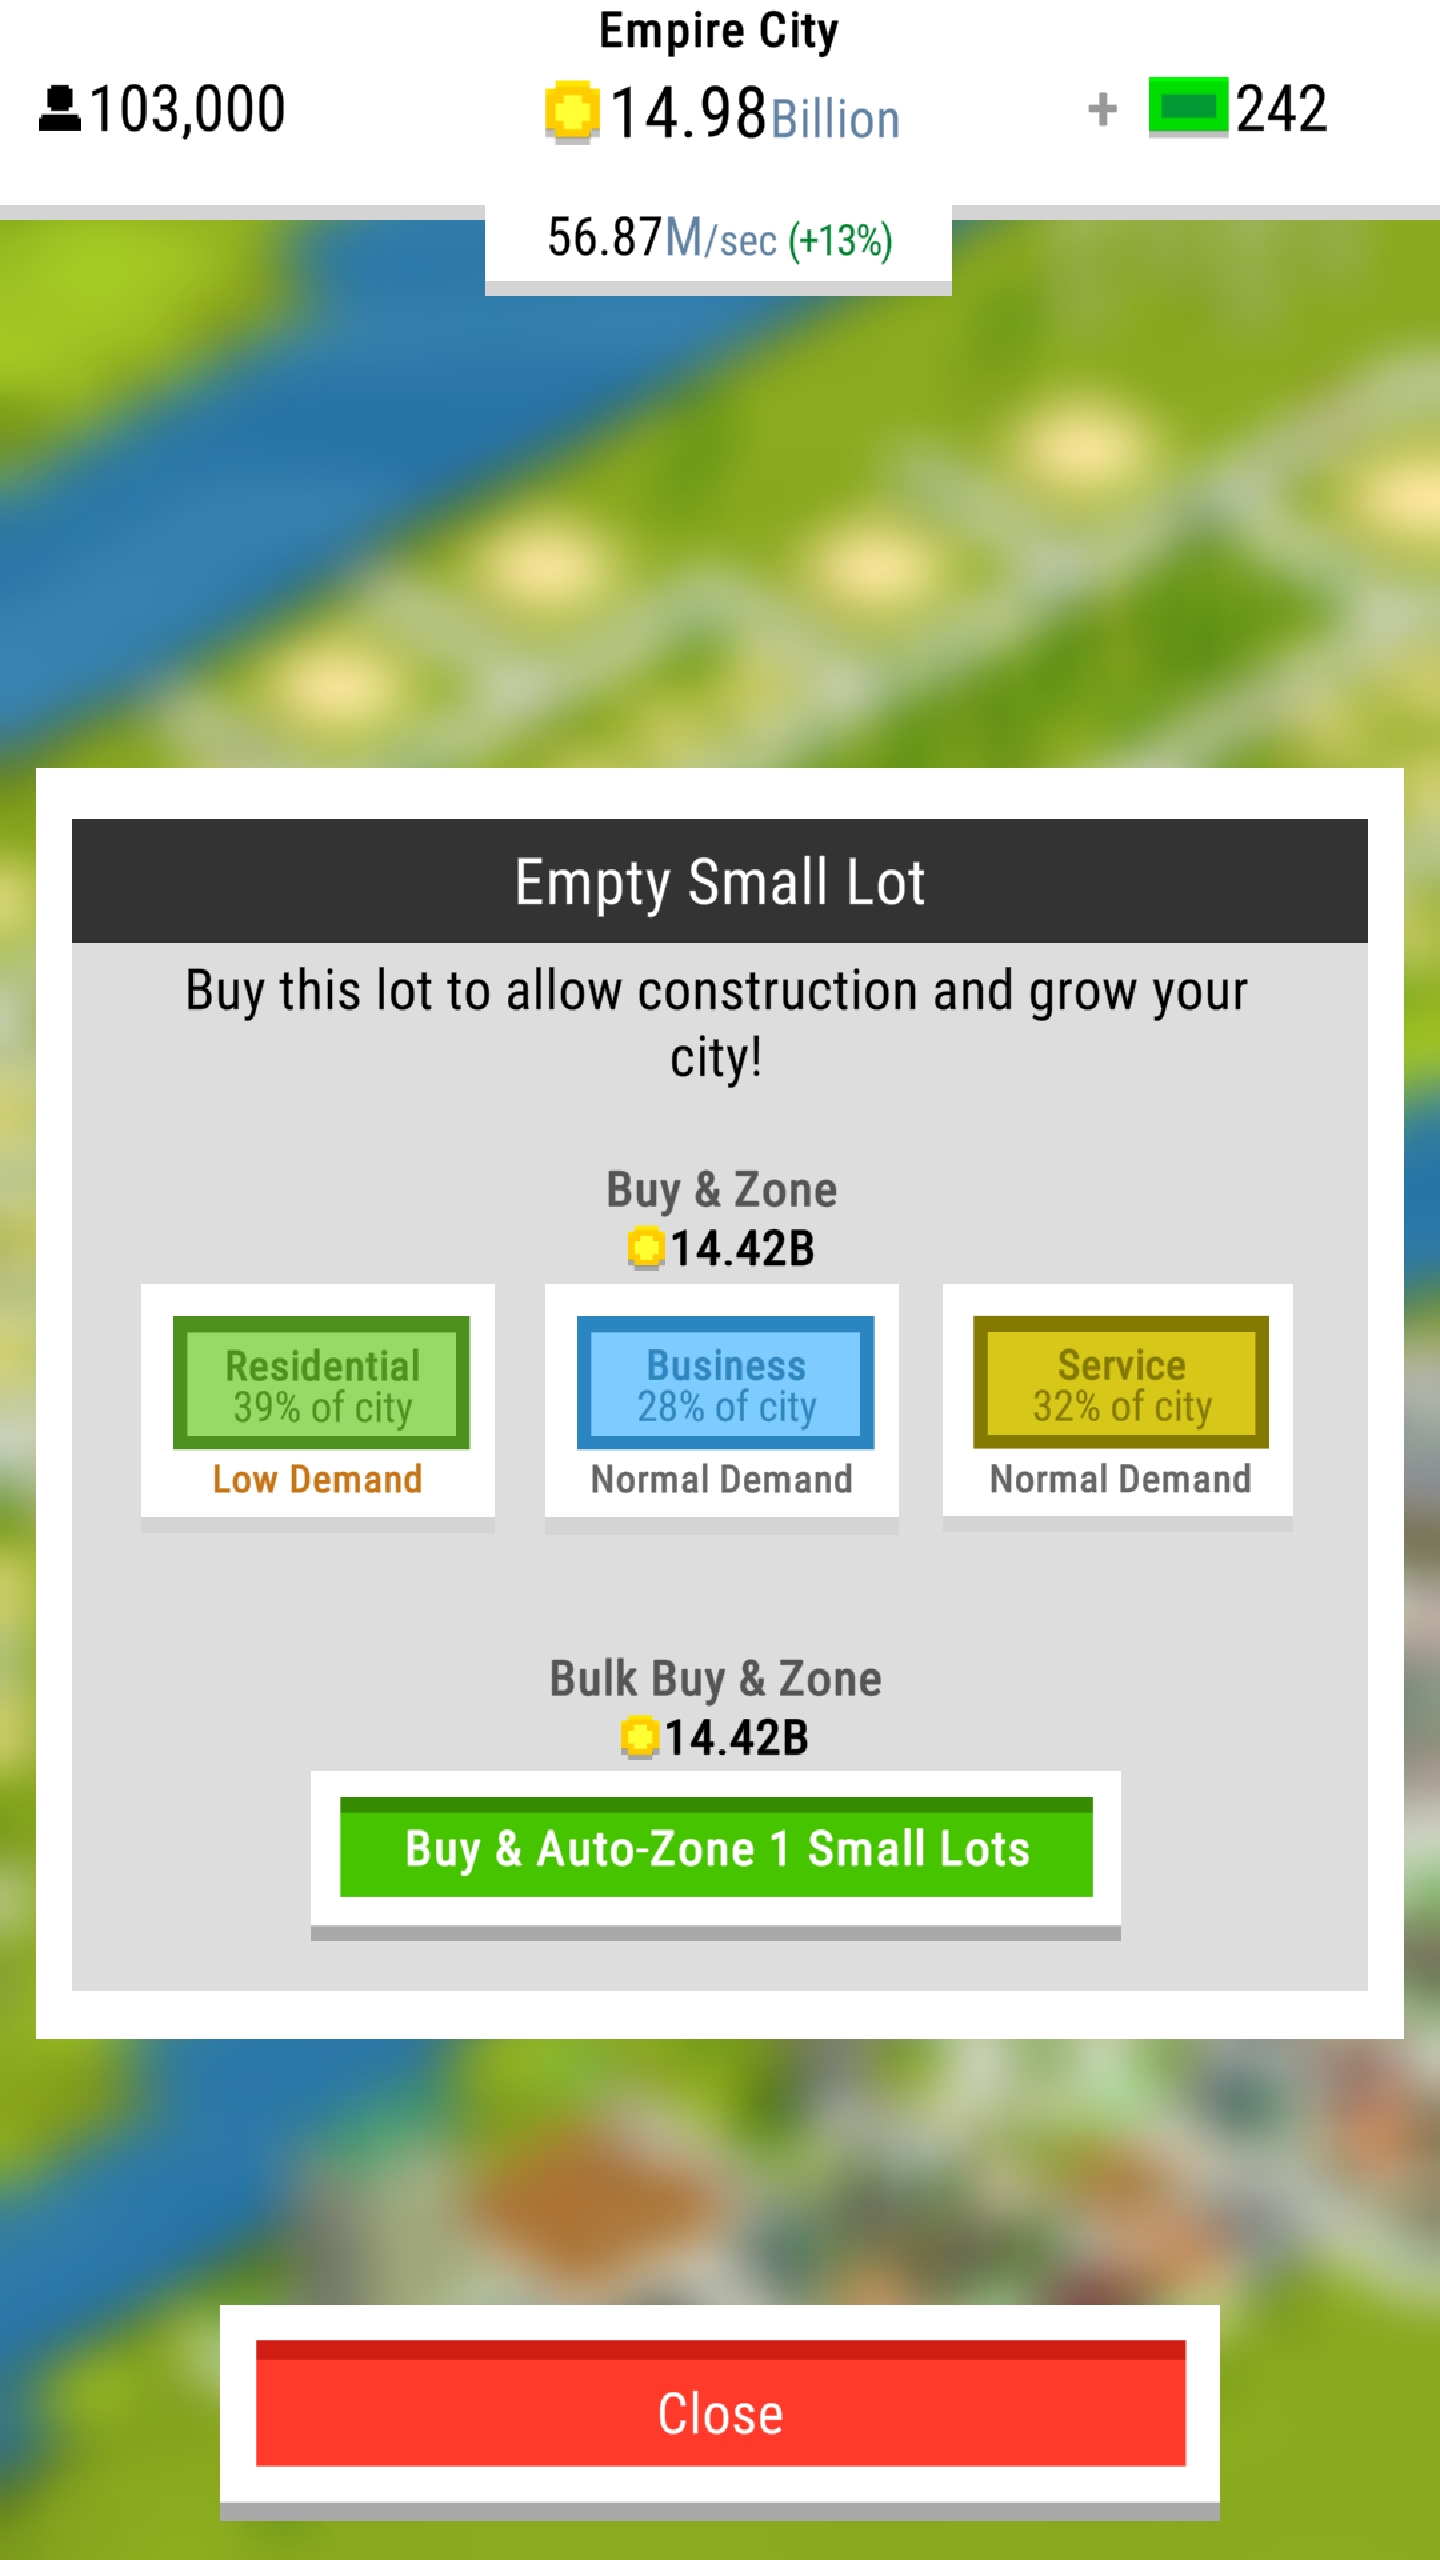 Empire City
103,000
14.98Billion
+ 242
56.87M/sec (+13%)
Empty Small Lot
Buy this lot to allow construction and grow your
city!
Buy & Zone
14.42B
Residential
39% of city
Low Demand
Business
28% of city
Normal Demand
Service
32% of city
Normal Demand
Bulk Buy & Zone
14.42B
Buy & Auto-Zone 1 Small Lots
Close